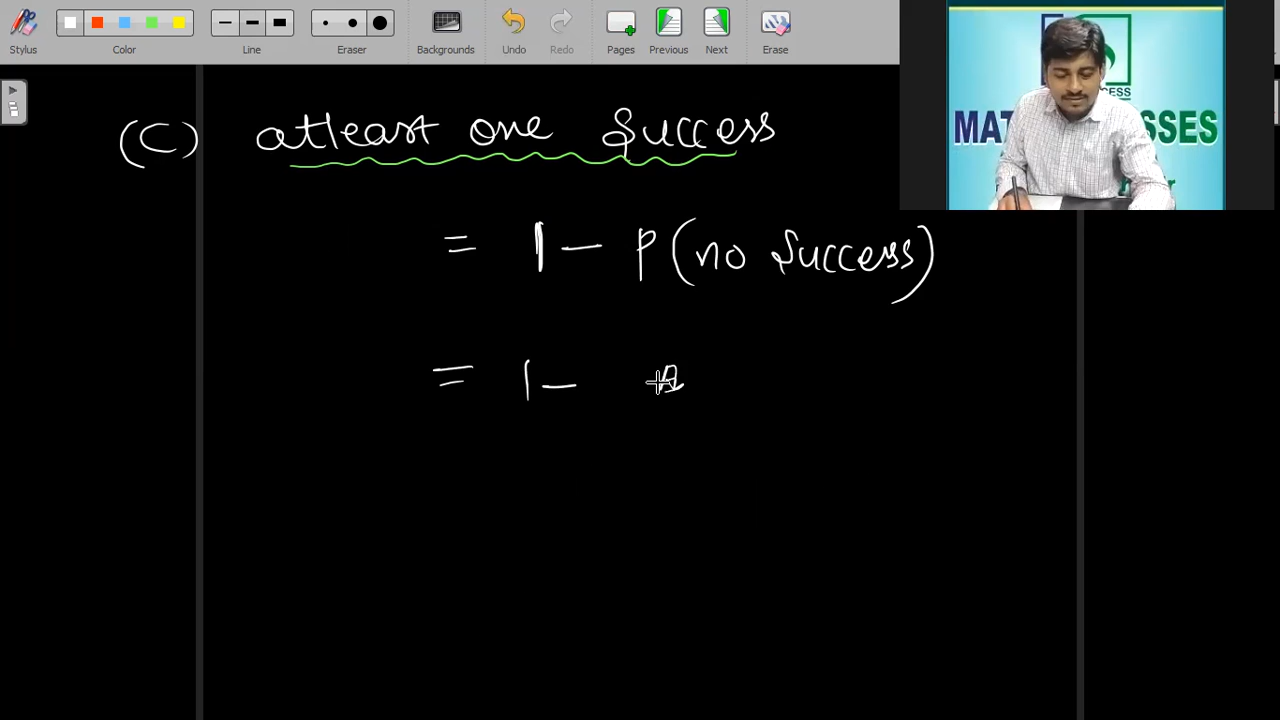 Stylus Color Line Eraser Backgrounds Undo Redo Pages Previous Next Erase
(C) atleast one Success
= 1 - P(no Success)
= 1 -